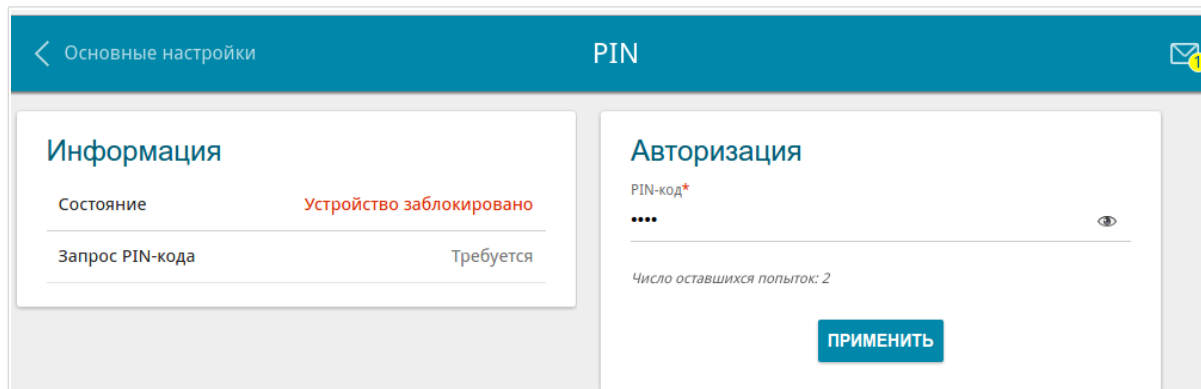 Основные настройки
PIN
1
Информация
Состояние
Устройство заблокировано
Запрос PIN-кода
Требуется
Авторизация
PIN-код*
••••
Число оставшихся попыток: 2
ПРИМЕНИТЬ